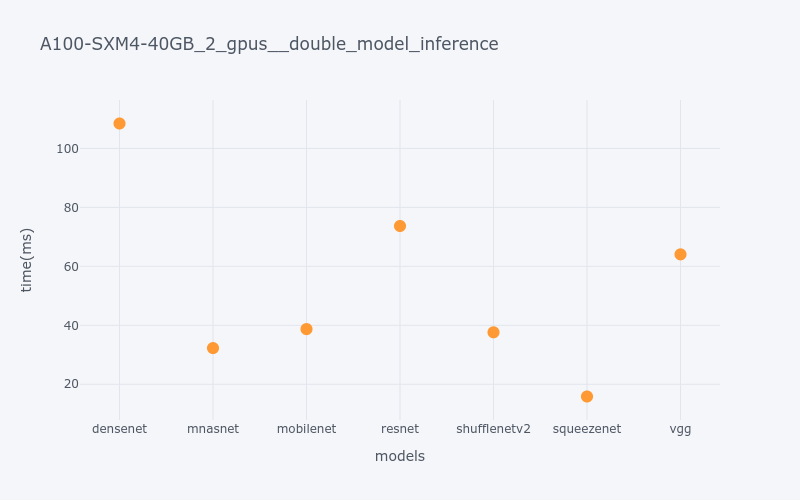 A100-SXM4-40GB_2_gpus__double_model_inference
100
80
60
40
20
time(ms)
densenet mnasnet mobilenet resnet shufflenetv2 squeezenet vgg
models